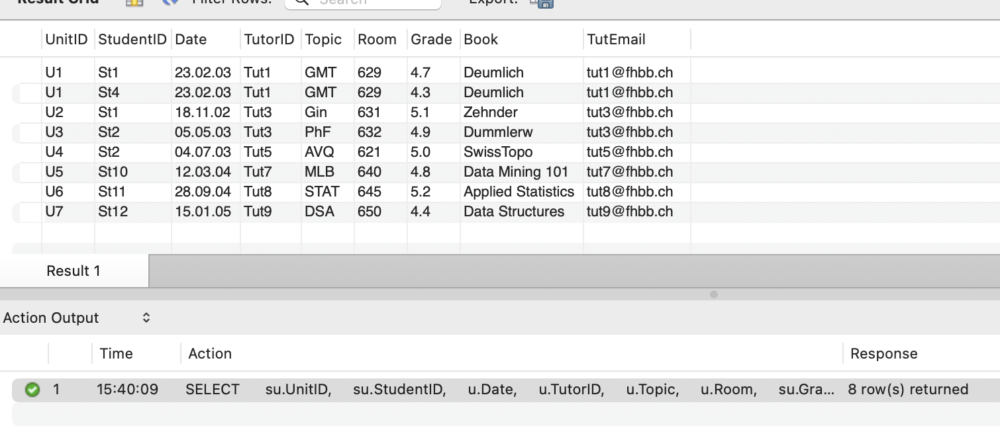 Result Grid Filter Rows: Search Export:
UnitID StudentID Date TutorID Topic Room Grade Book TutEmail
U1 St1 23.02.03 Tut1 GMT 629 4.7 Deumlich tut1@fhbb.ch
U1 St4 23.02.03 Tut1 GMT 629 4.3 Deumlich tut1@fhbb.ch
U2 St1 18.11.02 Tut3 Gin 631 5.1 Zehnder tut3@fhbb.ch
U3 St2 05.05.03 Tut3 PhF 632 4.9 Dummlerw tut3@fhbb.ch
U4 St2 04.07.03 Tut5 AVQ 621 5.0 SwissTopo tut5@fhbb.ch
U5 St10 12.03.04 Tut7 MLB 640 4.8 Data Mining 101 tut7@fhbb.ch
U6 St11 28.09.04 Tut8 STAT 645 5.2 Applied Statistics tut8@fhbb.ch
U7 St12 15.01.05 Tut9 DSA 650 4.4 Data Structures tut9@fhbb.ch
Result 1
Action Output
Time Action Response
1 15:40:09 SELECT su.UnitID, su.StudentID, u.Date, u.TutorID, u.Topic, u.Room, su.Gra... 8 row(s) returned